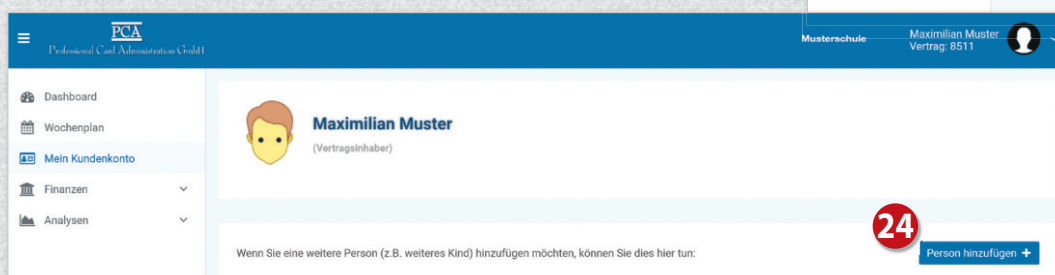 PCA
Professional Card Administration GmbH
Musterschule
Maximilian Muster
Vertrag: 8511
Dashboard
Wochenplan
Mein Kundenkonto
Finanzen
Analysen
Maximilian Muster
(Vertragsinhaber)
24
Wenn Sie eine weitere Person (z.B. weiteres Kind) hinzufügen möchten, können Sie dies hier tun:
Person hinzufügen +